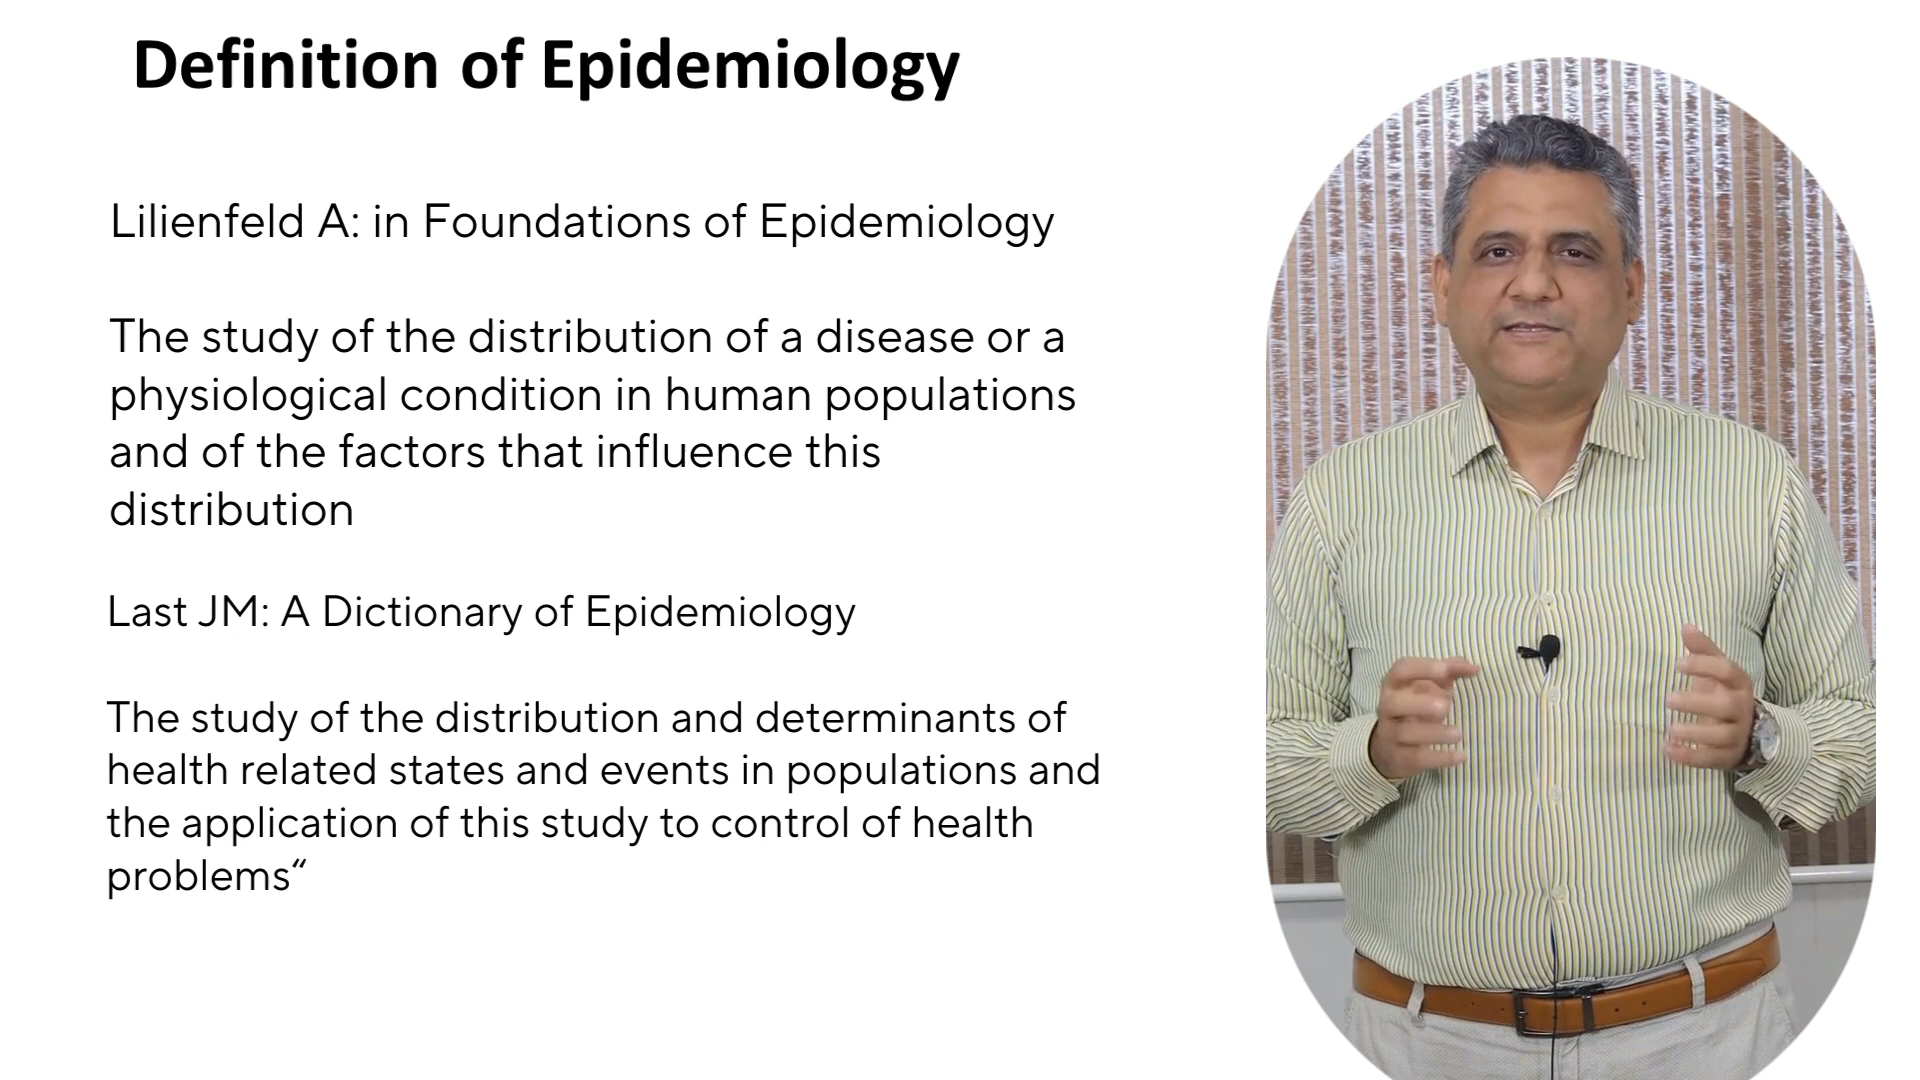 Definition of Epidemiology
Lilienfeld A: in Foundations of Epidemiology
The study of the distribution of a disease or a
physiological condition in human populations
and of the factors that influence this
distribution
Last JM: A Dictionary of Epidemiology
The study of the distribution and determinants of
health related states and events in populations and
the application of this study to control of health
problems“